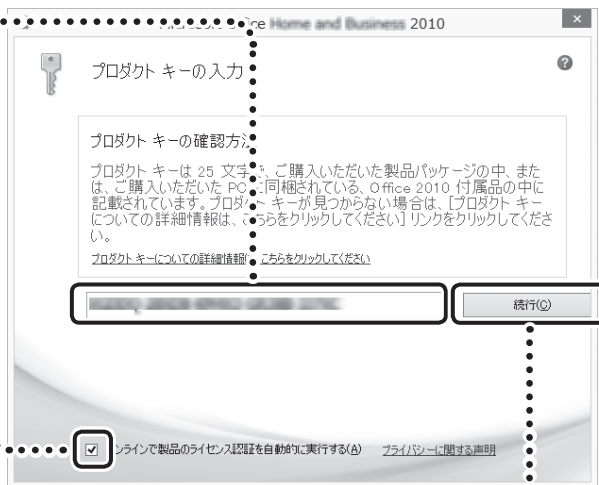 Home and Business 2010
プロダクト キーの入力
プロダクト キーの確認方法
プロダクト キーは 25 文字で、ご購入いただいた製品パッケージの中、また
は、ご購入いただいた PC に同梱されている、Office 2010 付属品の中に
記載されています。プロダクト キーが見つからない場合は、[プロダクト キー
についての詳細情報は、こちらをクリックしてください] リンクをクリックしてくださ
い。
プロダクト キーについての詳細情報は、こちらをクリックしてください
続行(C)
オンラインで製品のライセンス認証を自動的に実行する(A) プライバシーに関する声明